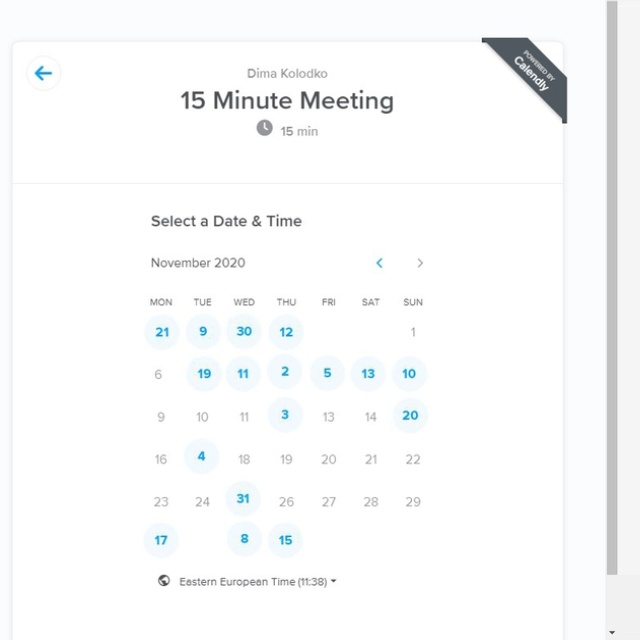 Dima Kolodko
POWERED BY
Calendly
15 Minute Meeting
15 min
Select a Date & Time
November 2020
MON TUE WED THU FRI SAT SUN
21 9 30 12 1
6 19 11 2 5 13 10
9 10 11 3 13 14 20
16 4 18 19 20 21 22
23 24 31 26 27 28 29
17 8 15
Eastern European Time (11:38)